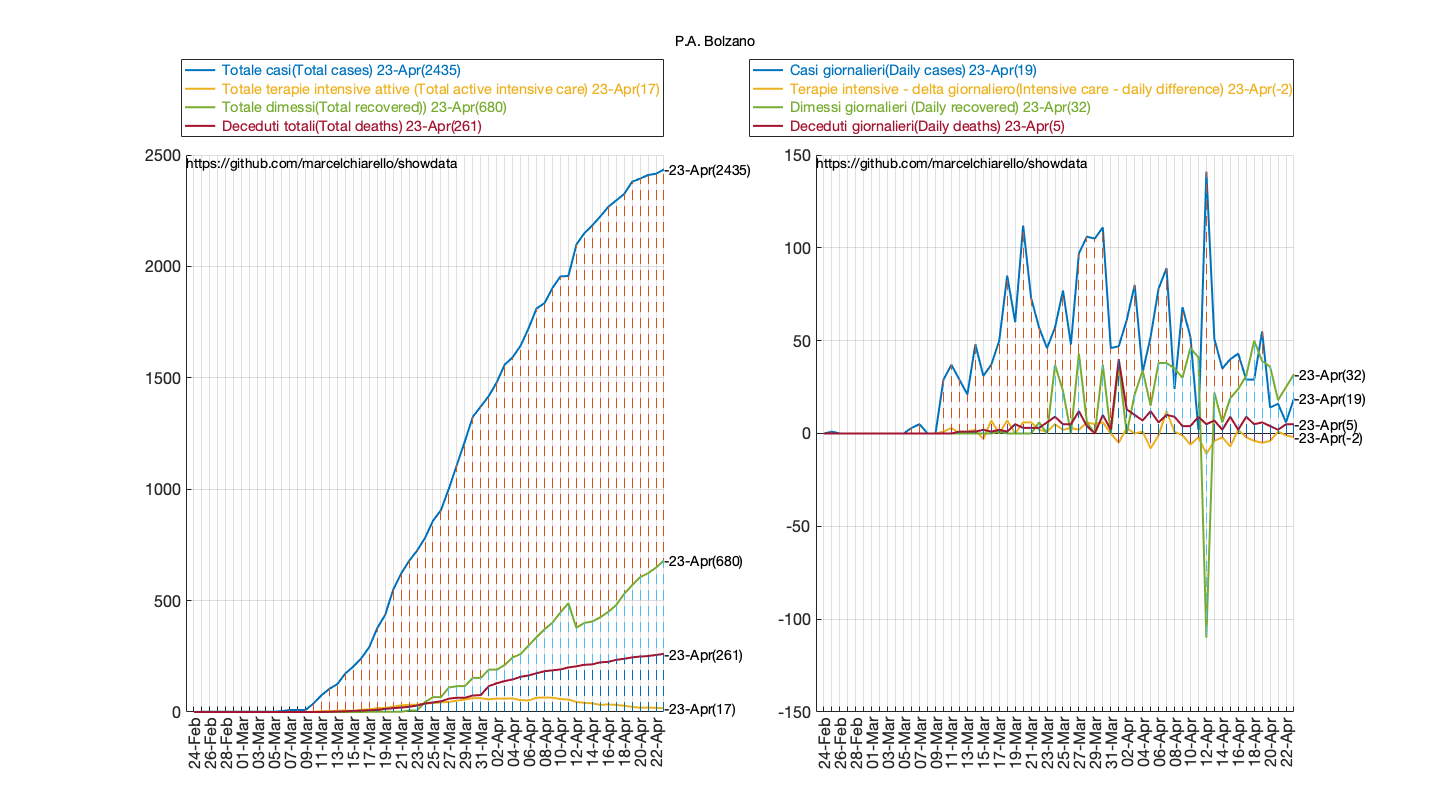 P.A. Bolzano
Totale casi(Total cases) 23-Apr(2435)
Totale terapie intensive attive (Total active intensive care) 23-Apr(17)
Totale dimessi(Total recovered)) 23-Apr(680)
Deceduti totali(Total deaths) 23-Apr(261)
https://github.com/marcelchiarello/showdata
2500
2000
1500
1000
500
0
-23-Apr(2435)
-23-Apr(680)
-23-Apr(261)
-23-Apr(17)
24-Feb
26-Feb
28-Feb
01-Mar
03-Mar
05-Mar
07-Mar
09-Mar
11-Mar
13-Mar
15-Mar
17-Mar
19-Mar
21-Mar
23-Mar
25-Mar
27-Mar
29-Mar
31-Mar
02-Apr
04-Apr
06-Apr
08-Apr
10-Apr
12-Apr
14-Apr
16-Apr
18-Apr
20-Apr
22-Apr
Casi giornalieri(Daily cases) 23-Apr(19)
Terapie intensive - delta giornaliero(Intensive care - daily difference) 23-Apr(-2)
Dimessi giornalieri (Daily recovered) 23-Apr(32)
Deceduti giornalieri(Daily deaths) 23-Apr(5)
https://github.com/marcelchiarello/showdata
150
100
50
0
-50
-100
-150
-23-Apr(32)
-23-Apr(19)
-23-Apr(5)
-23-Apr(-2)
24-Feb
26-Feb
28-Feb
01-Mar
03-Mar
05-Mar
07-Mar
09-Mar
11-Mar
13-Mar
15-Mar
17-Mar
19-Mar
21-Mar
23-Mar
25-Mar
27-Mar
29-Mar
31-Mar
02-Apr
04-Apr
06-Apr
08-Apr
10-Apr
12-Apr
14-Apr
16-Apr
18-Apr
20-Apr
22-Apr